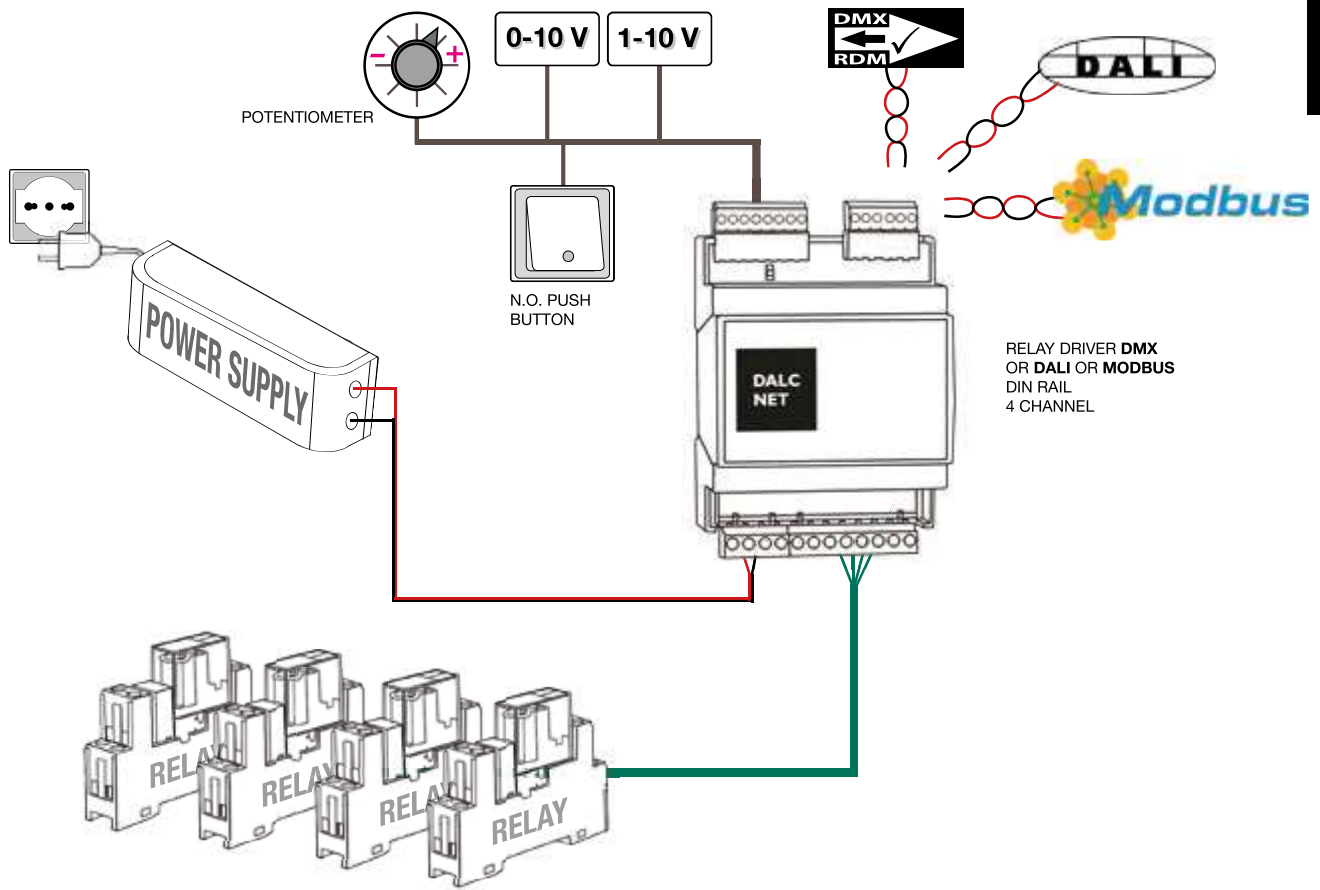 0-10 V
1-10 V
DMX
RDM
DALI
POTENTIOMETER
- +
Modbus
N.O. PUSH
BUTTON
POWER SUPPLY
DALC
NET
RELAY DRIVER DMX
OR DALI OR MODBUS
DIN RAIL
4 CHANNEL
RELAY
RELAY
RELAY
RELAY